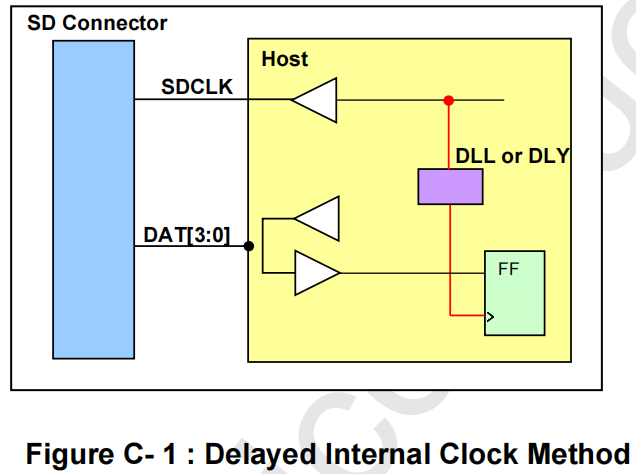 SD Connector
Host
SDCLK
DLL or DLY
DAT[3:0]
FF
Figure C- 1 : Delayed Internal Clock Method